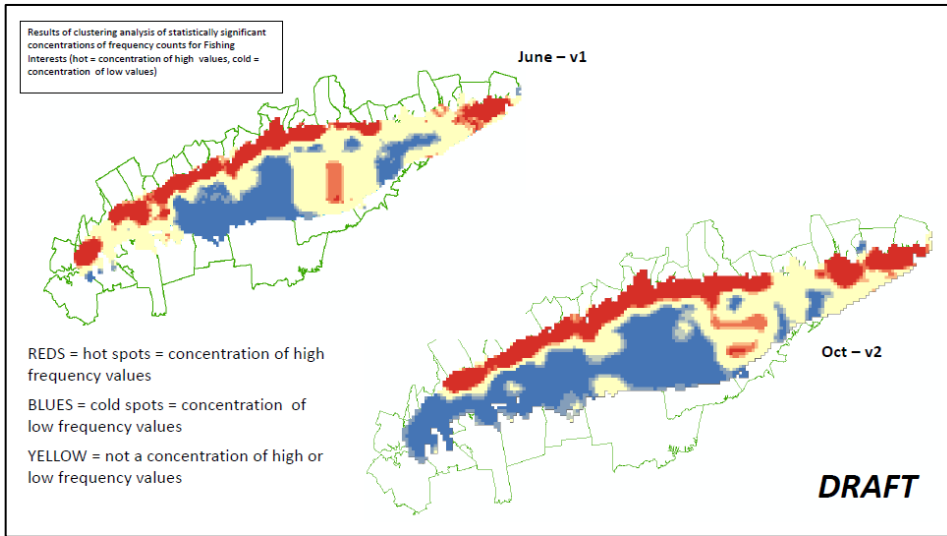 Results of clustering analysis of statistically significant
concentrations of frequency counts for Fishing
Interests (hot = concentration of high values, cold =
concentration of low values)
June – v1
Oct – v2
REDS = hot spots = concentration of high
frequency values
BLUES = cold spots = concentration of
low frequency values
YELLOW = not a concentration of high or
low frequency values
DRAFT